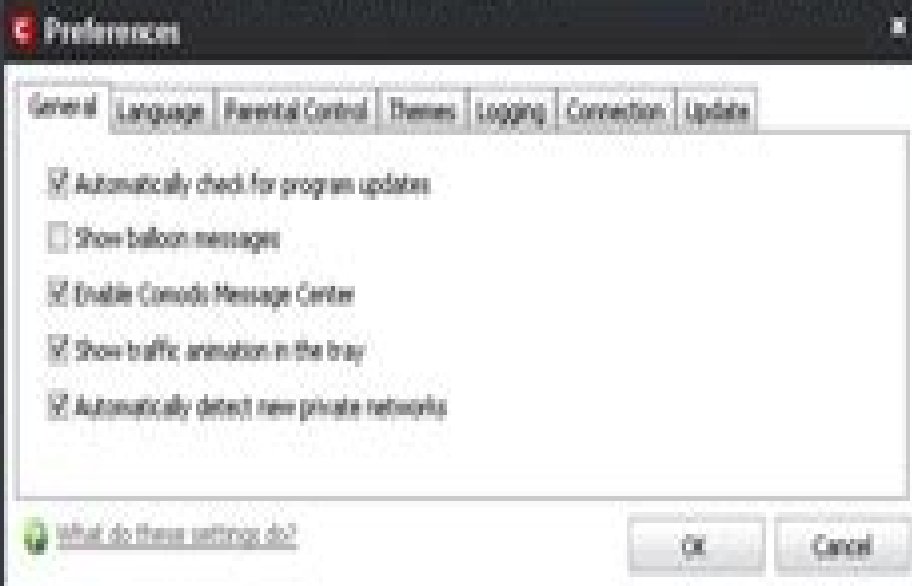 Preferences
General Language Parental Control Themes Logging Connection Update
Automatically check for program updates
Show balloon messages
Enable Comodo Message Center
Show traffic animation in the tray
Automatically detect new private networks
What do these settings do?
OK Cancel